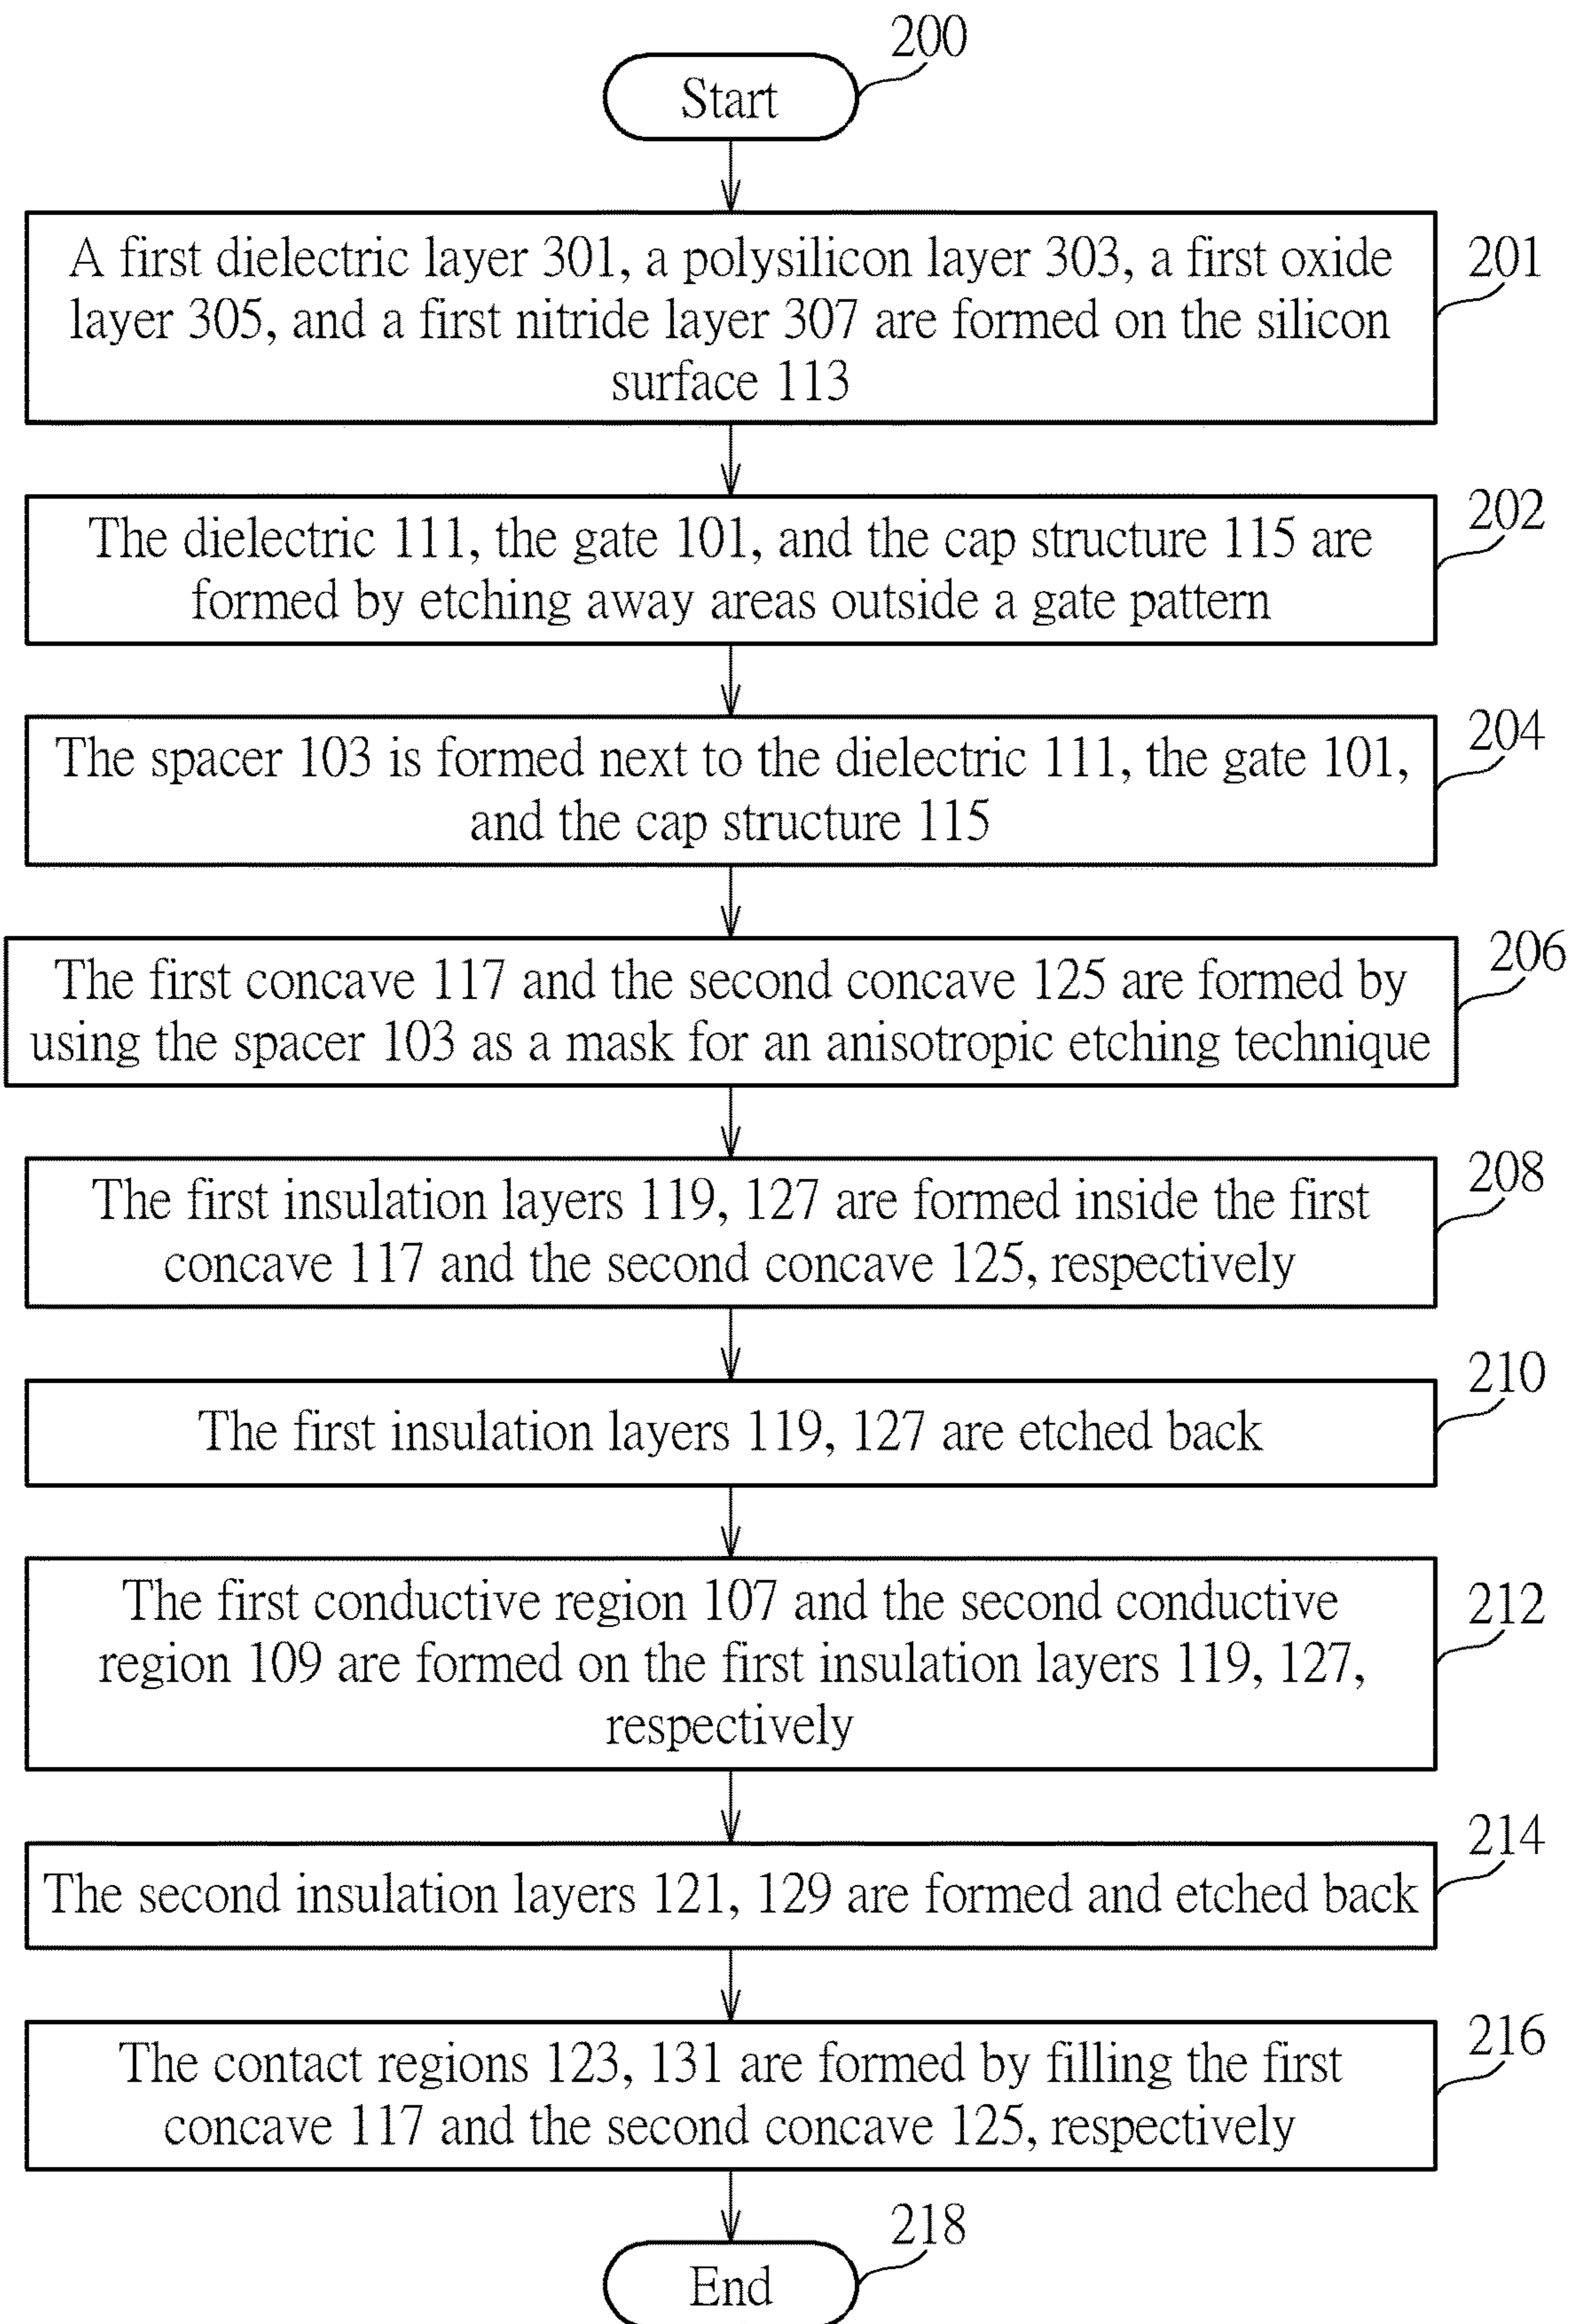 200
Start
A first dielectric layer 301, a polysilicon layer 303, a first oxide
layer 305, and a first nitride layer 307 are formed on the silicon
surface 113
201
The dielectric 111, the gate 101, and the cap structure 115 are
formed by etching away areas outside a gate pattern
202
The spacer 103 is formed next to the dielectric 111, the gate 101,
and the cap structure 115
204
The first concave 117 and the second concave 125 are formed by
using the spacer 103 as a mask for an anisotropic etching technique
206
The first insulation layers 119, 127 are formed inside the first
concave 117 and the second concave 125, respectively
208
The first insulation layers 119, 127 are etched back
210
The first conductive region 107 and the second conductive
region 109 are formed on the first insulation layers 119, 127,
respectively
212
The second insulation layers 121, 129 are formed and etched back
214
The contact regions 123, 131 are formed by filling the first
concave 117 and the second concave 125, respectively
216
218
End